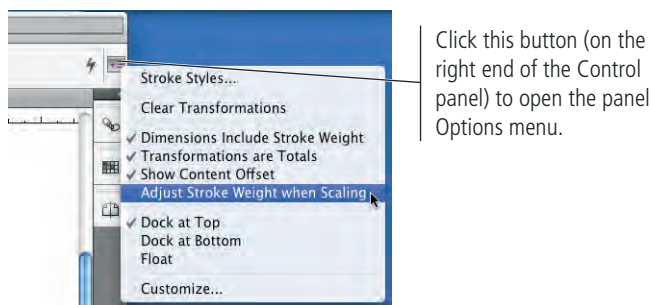 Stroke Styles...
Clear Transformations
Dimensions Include Stroke Weight
Transformations are Totals
Show Content Offset
Adjust Stroke Weight when Scaling
Dock at Top
Dock at Bottom
Float
Customize...
Click this button (on the
right end of the Control
panel) to open the panel
Options menu.